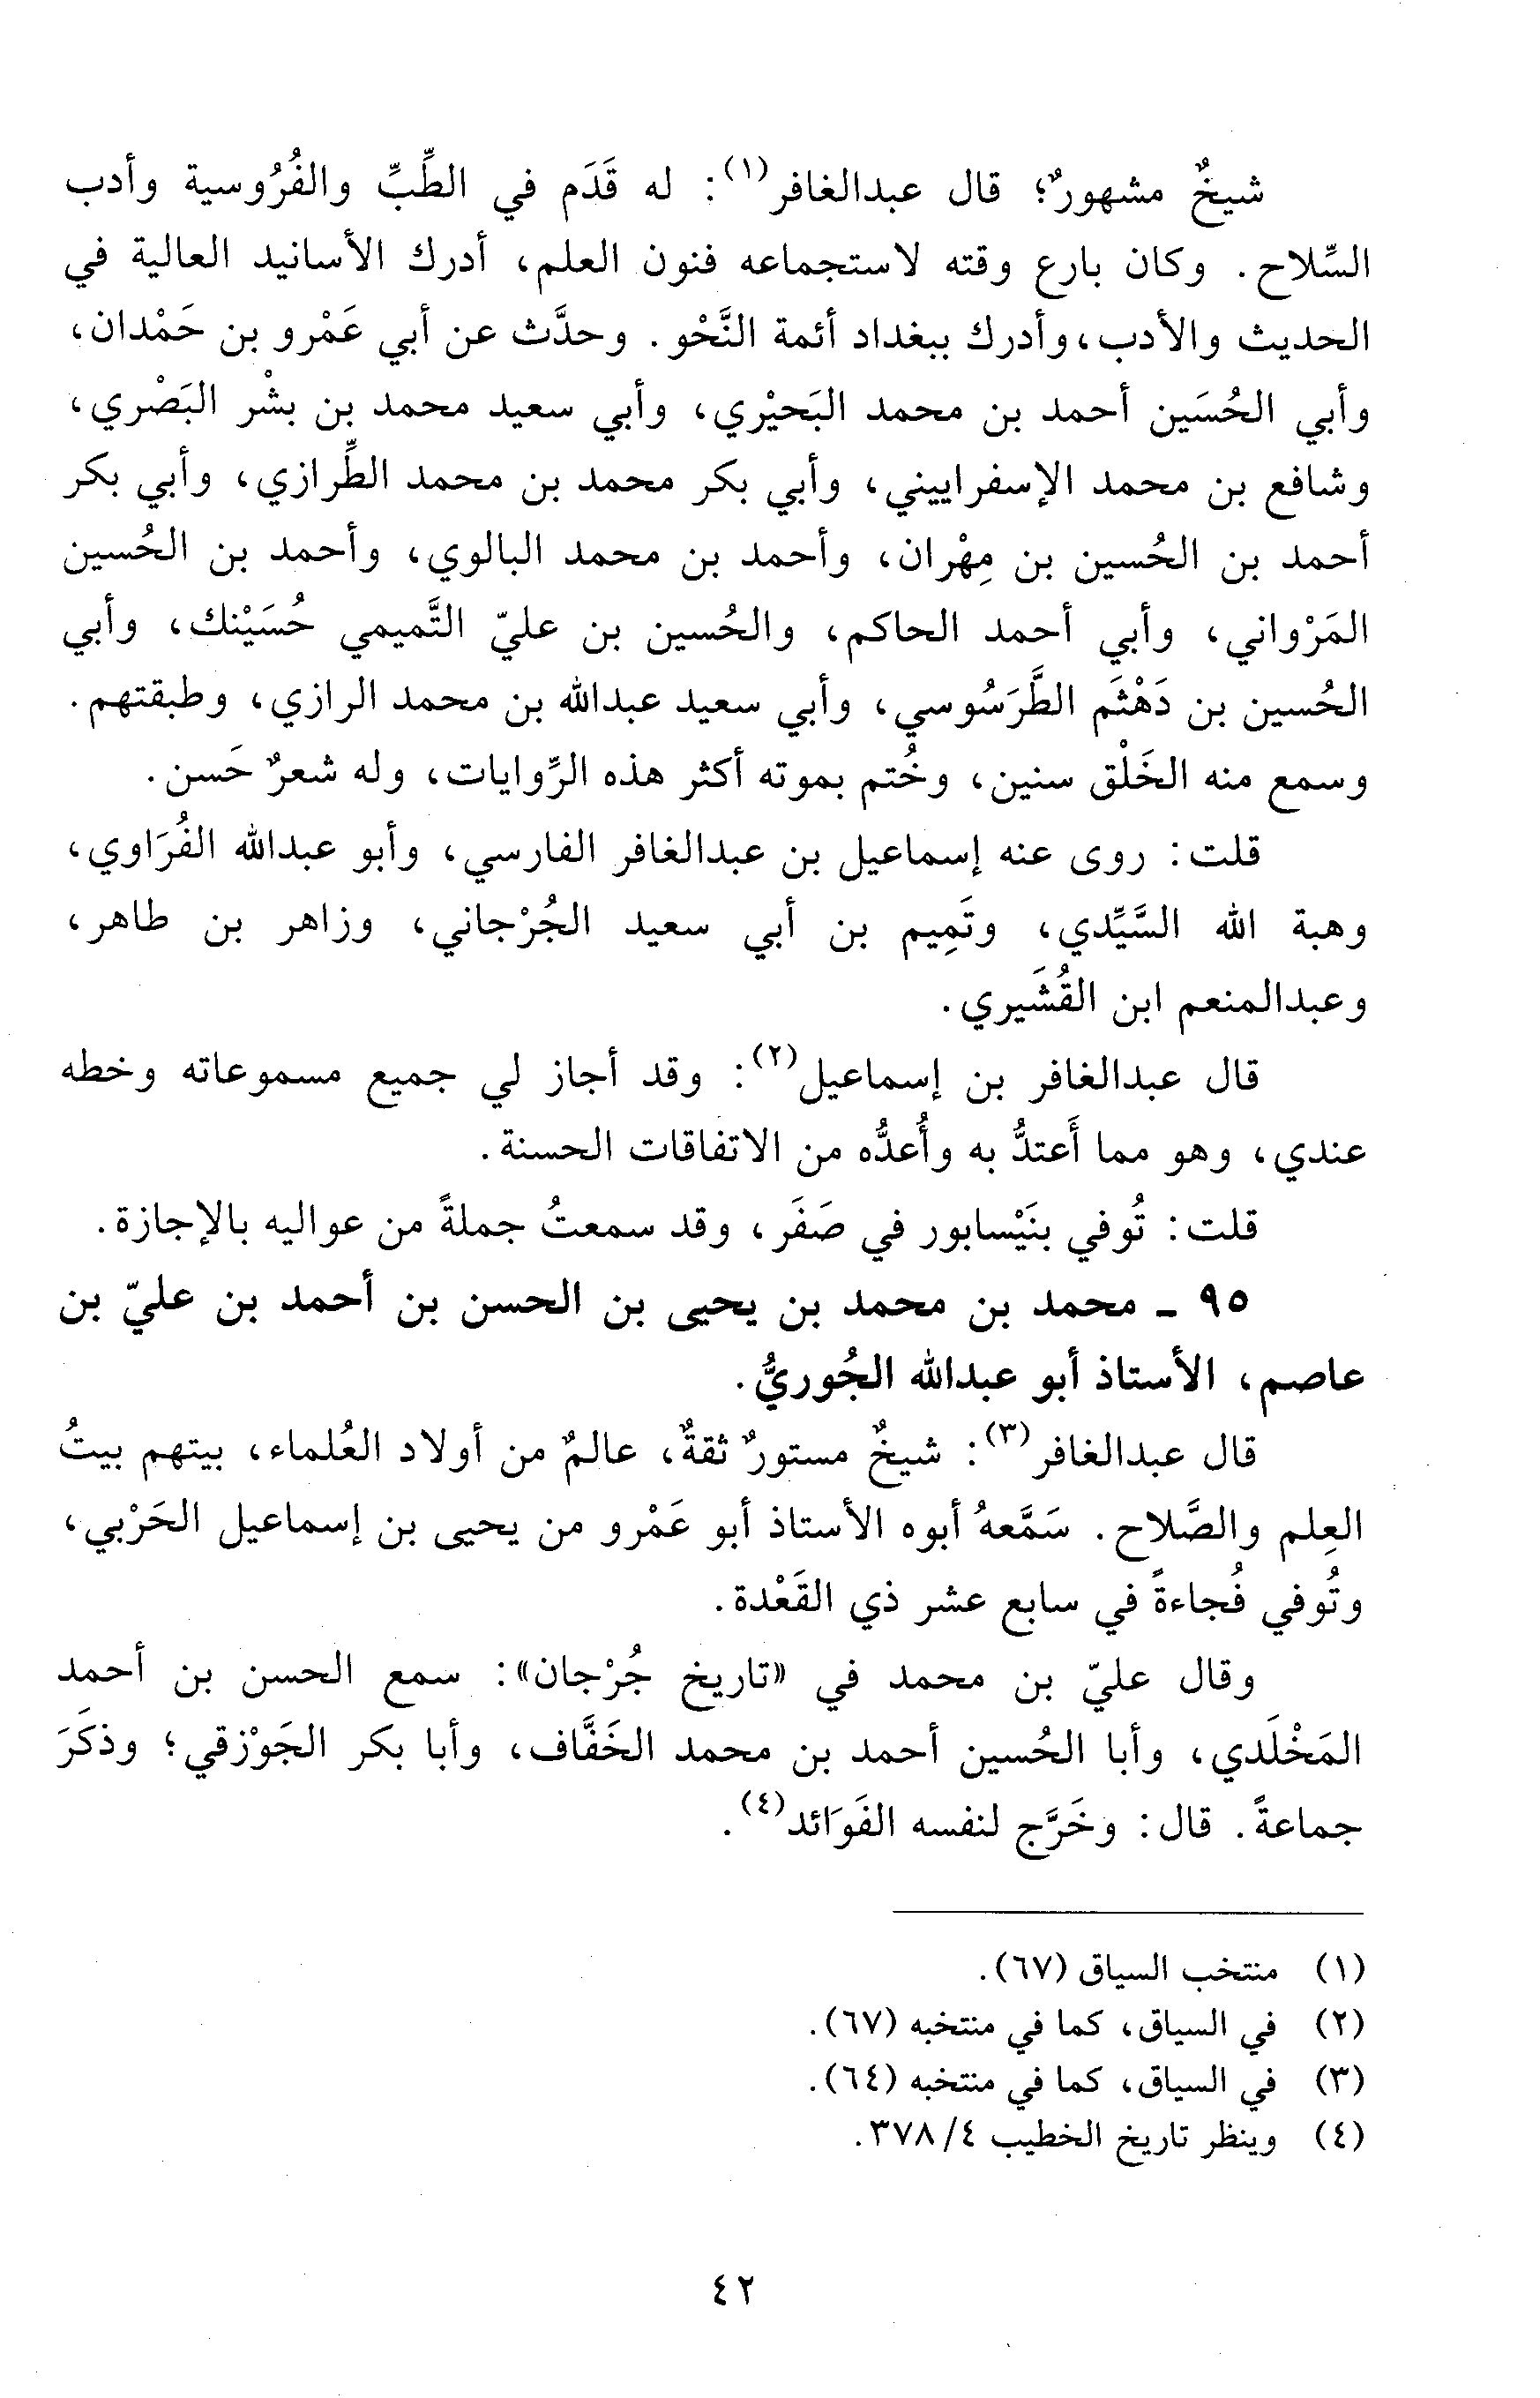 شيخٌ مشهورٌ؛ قال عبدالغافر(١): له قَدَم في الطِّبِّ والفُرُوسية وأدب
السِّلاح. وكان بارع وقته لاستجماعه فنون العلم، أدرك الأسانيد العالية في
الحديث والأدب، وأدرك ببغداد أئمة النَّحْو. وحدَّث عن أبي عَمْرو بن حَمْدان،
وأبي الحُسَين أحمد بن محمد البَحيْري، وأبي سعيد محمد بن بشْر البَصْري،
وشافع بن محمد الإسفراييني، وأبي بكر محمد بن محمد الطِّرازي، وأبي بكر
أحمد بن الحُسين بن مِهْران، وأحمد بن محمد البالوي، وأحمد بن الحُسين
المَرْواني، وأبي أحمد الحاكم، والحُسين بن عليّ التَّميمي حُسَيْنك، وأبي
الحُسين بن دَهْثَم الطَّرَسُوسي، وأبي سعيد عبدالله بن محمد الرازي، وطبقتهم.
وسمع منه الخَلْق سنين، وخُتم بموته أكثر هذه الرِّوايات، وله شعرٌ حَسن.
قلت: روى عنه إسماعيل بن عبدالغافر الفارسي، وأبو عبدالله الفُرَاوي،
وهبة الله السَّيِّدي، وتَمِيم بن أبي سعيد الجُرْجاني، وزاهر بن طاهر،
وعبدالمنعم ابن القُشَيري.
قال عبدالغافر بن إسماعيل(٢): وقد أجاز لي جميع مسموعاته وخطه
عندي، وهو مما أَعتدُّ به وأُعدُّه من الاتفاقات الحسنة.
قلت: تُوفي بنَيْسابور في صَفَر، وقد سمعتُ جملةً من عواليه بالإجازة.
٩٥ - محمد بن محمد بن يحيى بن الحسن بن أحمد بن عليّ بن
عاصم، الأستاذ أبو عبدالله الجُوريُّ.
قال عبدالغافر(٣): شيخٌ مستورٌ ثقةٌ، عالمٌ من أولاد العُلماء، بيتهم بيتُ
العِلم والصَّلاح. سَمَّعهُ أبوه الأستاذ أبو عَمْرو من يحيى بن إسماعيل الحَرْبي،
وتُوفي فُجاءةً في سابع عشر ذي القَعْدة.
وقال عليّ بن محمد في «تاريخ جُرْجان»: سمع الحسن بن أحمد
المَخْلَدي، وأبا الحُسين أحمد بن محمد الخَفَّاف، وأبا بكر الجَوْزقي؛ وذكَرَ
جماعةً. قال: وخَرَّج لنفسه الفَوَائد(٤).
(١) منتخب السياق (٦٧).
(٢) في السياق، كما في منتخبه (٦٧).
(٣) في السياق، كما في منتخبه (٦٤).
(٤) وينظر تاريخ الخطيب ٤/ ٣٧٨.
٤٢